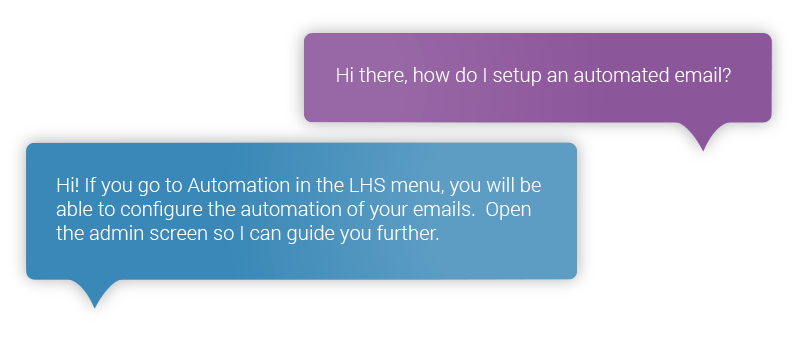 Hi there, how do I setup an automated email?
Hi! If you go to Automation in the LHS menu, you will be
able to configure the automation of your emails.  Open
the admin screen so I can guide you further.